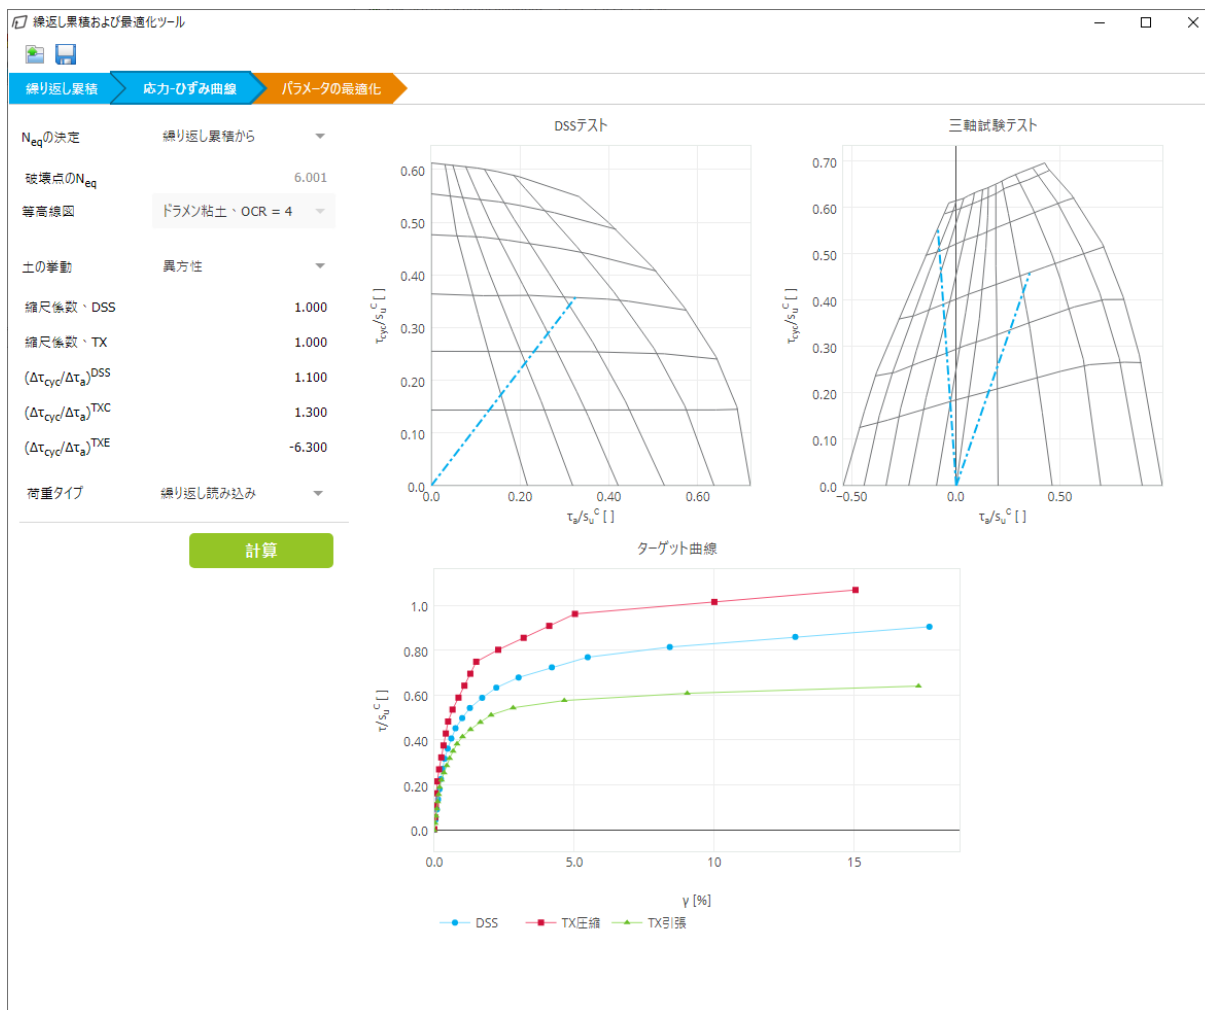 繰返し累積および最適化ツール
繰り返し累積
応力-ひずみ曲線
パラメータの最適化
Neqの決定 繰り返し累積から
破壊点のNeq 6.001
等高線図 ドラメン粘土、OCR = 4
土の挙動 異方性
縮尺係数、DSS 1.000
縮尺係数、TX 1.000
(Δτcyc/Δτa)DSS 1.100
(Δτcyc/Δτa)TXC 1.300
(Δτcyc/Δτa)TXE -6.300
荷重タイプ 繰り返し読み込み
計算
DSSテスト
τcyc/suC [ ]
0.60
0.50
0.40
0.30
0.20
0.10
0.0
0.0 0.20 0.40 0.60
τa/suC [ ]
三軸試験テスト
τcyc/suC [ ]
0.70
0.60
0.50
0.40
0.30
0.20
0.10
0.0
−0.50 0.0 0.50
τa/suC [ ]
ターゲット曲線
τ/suC [ ]
1.0
0.80
0.60
0.40
0.20
0.0
0.0 5.0 10 15
γ [%]
DSS TX圧縮 TX引張